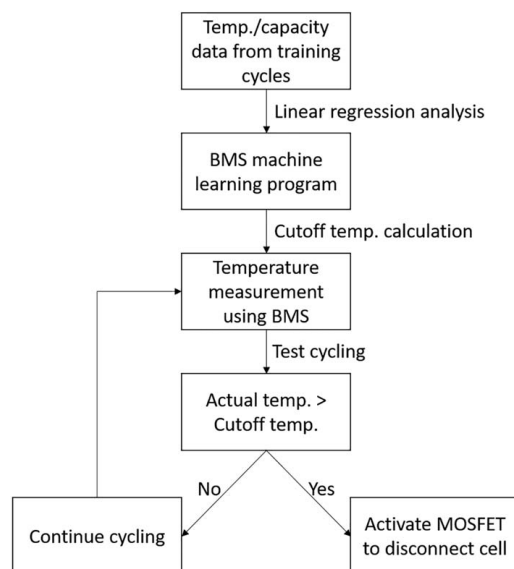 Temp./capacity
data from training
cycles
Linear regression analysis
BMS machine
learning program
Cutoff temp. calculation
Temperature
measurement
using BMS
Test cycling
Actual temp. >
Cutoff temp.
No
Yes
Continue cycling
Activate MOSFET
to disconnect cell